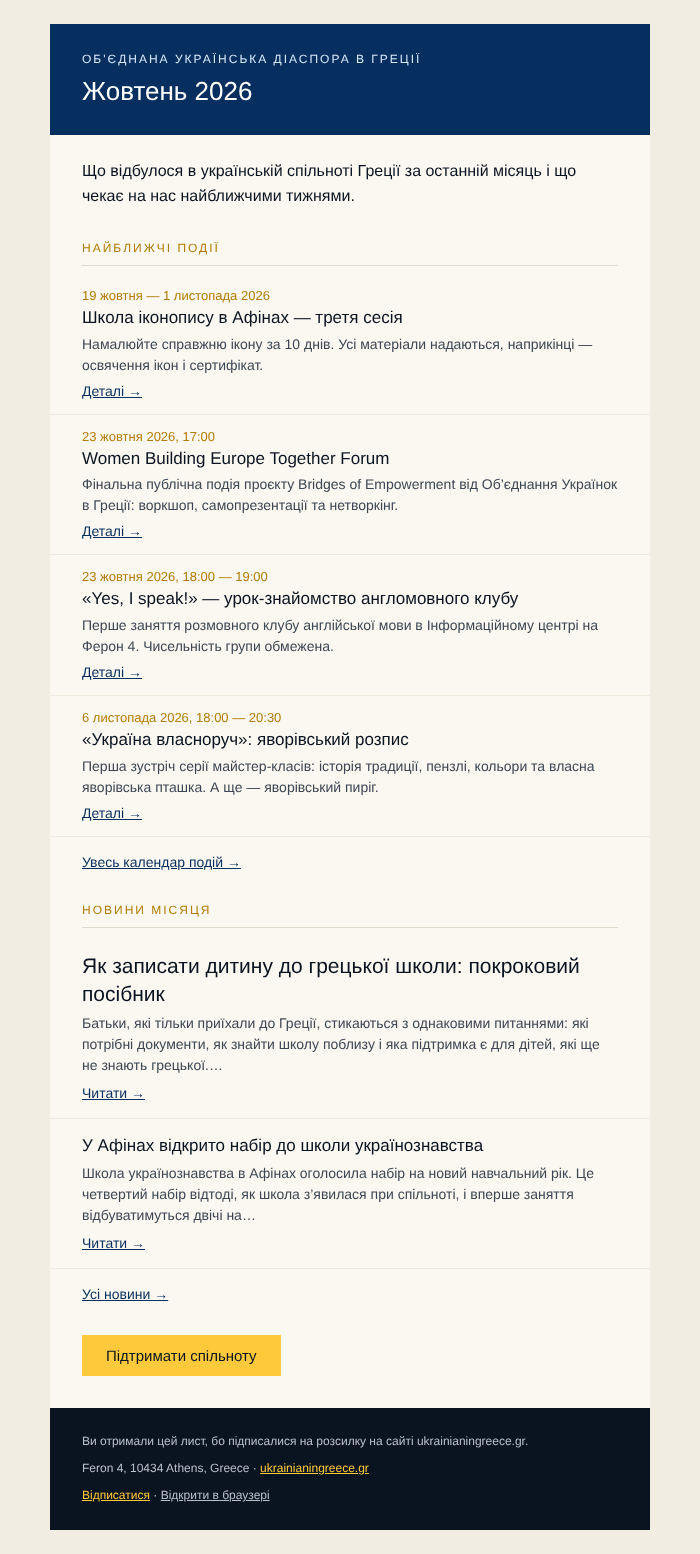 ОБ'ЄДНАНА УКРАЇНСЬКА ДІАСПОРА В ГРЕЦІЇ
Жовтень 2026
Що відбулося в українській спільноті Греції за останній місяць і що
чекає на нас найближчими тижнями.
НАЙБЛИЖЧІ ПОДІЇ
19 жовтня — 1 листопада 2026
Школа іконопису в Афінах — третя сесія
Намалюйте справжню ікону за 10 днів. Усі матеріали надаються, наприкінці —
освячення ікон і сертифікат.
Деталі →
23 жовтня 2026, 17:00
Women Building Europe Together Forum
Фінальна публічна подія проєкту Bridges of Empowerment від Об’єднання Українок
в Греції: воркшоп, самопрезентації та нетворкінг.
Деталі →
23 жовтня 2026, 18:00 — 19:00
«Yes, I speak!» — урок-знайомство англомовного клубу
Перше заняття розмовного клубу англійської мови в Інформаційному центрі на
Ферон 4. Чисельність групи обмежена.
Деталі →
6 листопада 2026, 18:00 — 20:30
«Україна власноруч»: яворівський розпис
Перша зустріч серії майстер-класів: історія традиції, пензлі, кольори та власна
яворівська пташка. А ще — яворівський пиріг.
Деталі →
Увесь календар подій →
НОВИНИ МІСЯЦЯ
Як записати дитину до грецької школи: покроковий
посібник
Батьки, які тільки приїхали до Греції, стикаються з однаковими питаннями: які
потрібні документи, як знайти школу поблизу і яка підтримка є для дітей, які ще
не знають грецької.…
Читати →
У Афінах відкрито набір до школи українознавства
Школа українознавства в Афінах оголосила набір на новий навчальний рік. Це
четвертий набір відтоді, як школа з’явилася при спільноті, і вперше заняття
відбуватимуться двічі на…
Читати →
Усі новини →
Підтримати спільноту
Ви отримали цей лист, бо підписалися на розсилку на сайті ukrainianingreece.gr.
Feron 4, 10434 Athens, Greece · ukrainianingreece.gr
Відписатися · Відкрити в браузері